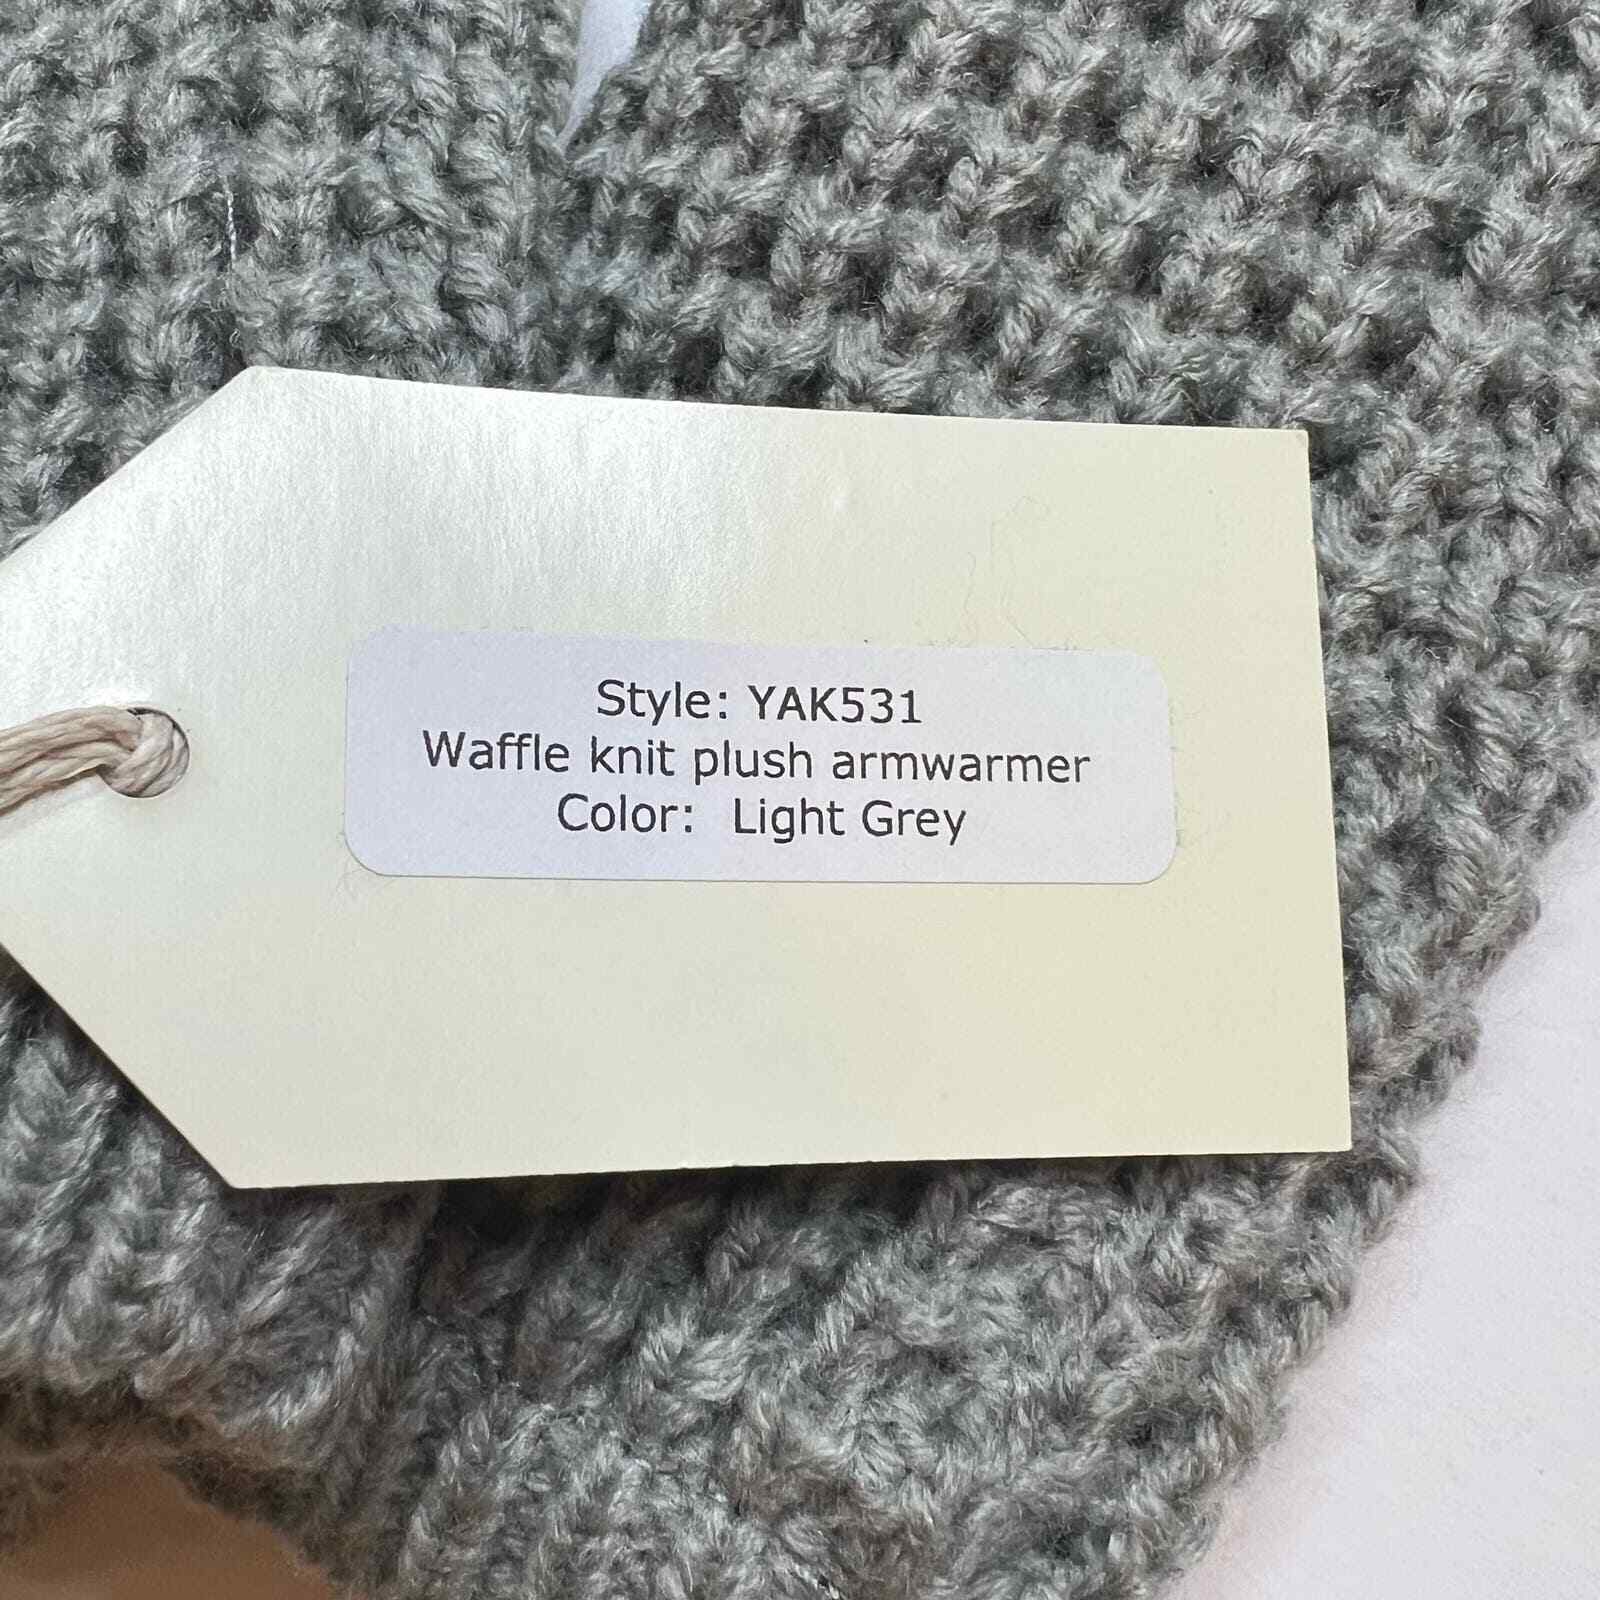 Style: YAK531
Waffle knit plush armwarmer
Color: Light Grey